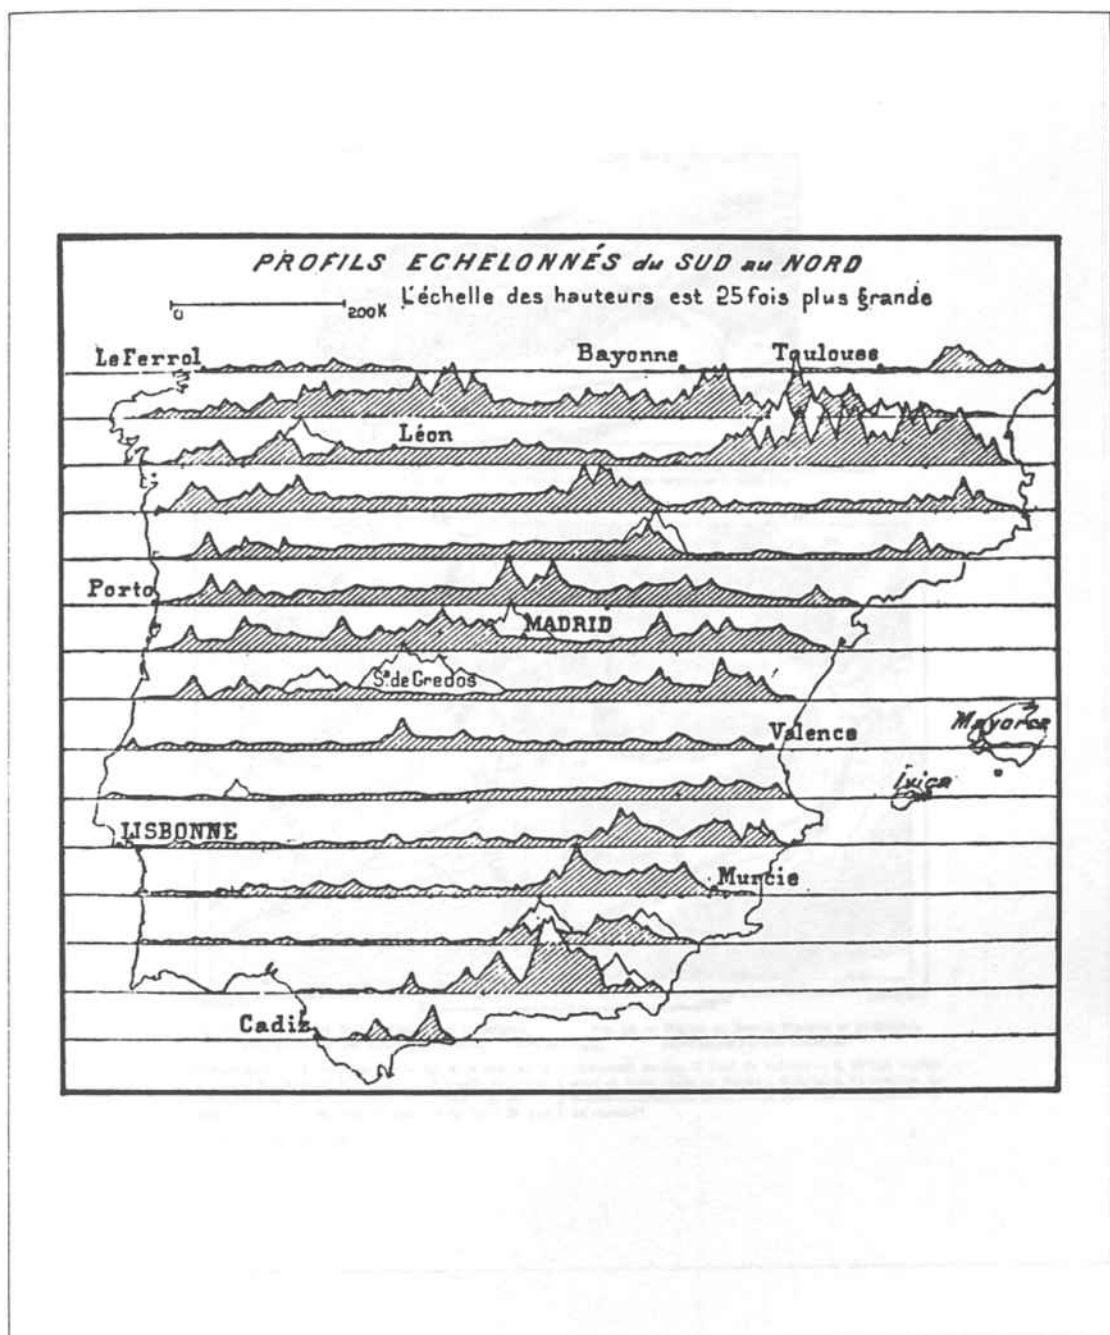 PROFILS ECHELONNÉS du SUD au NORD
0 200K L'échelle des hauteurs est 25 fois plus grande
Le Ferrol Bayonne Toulouse
Léon
Porto
MADRID
Sa de Gredos
Mayorca
Valence
Ivica
LISBONNE
Murcie
Cadiz